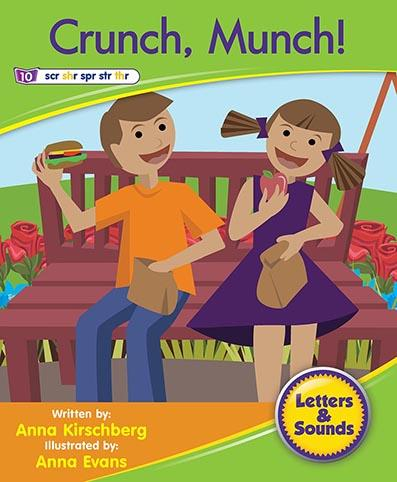 Crunch, Munch!
10 scr shr spr str thr
Written by:
Anna Kirschberg
Illustrated by:
Anna Evans
Letters
&
Sounds